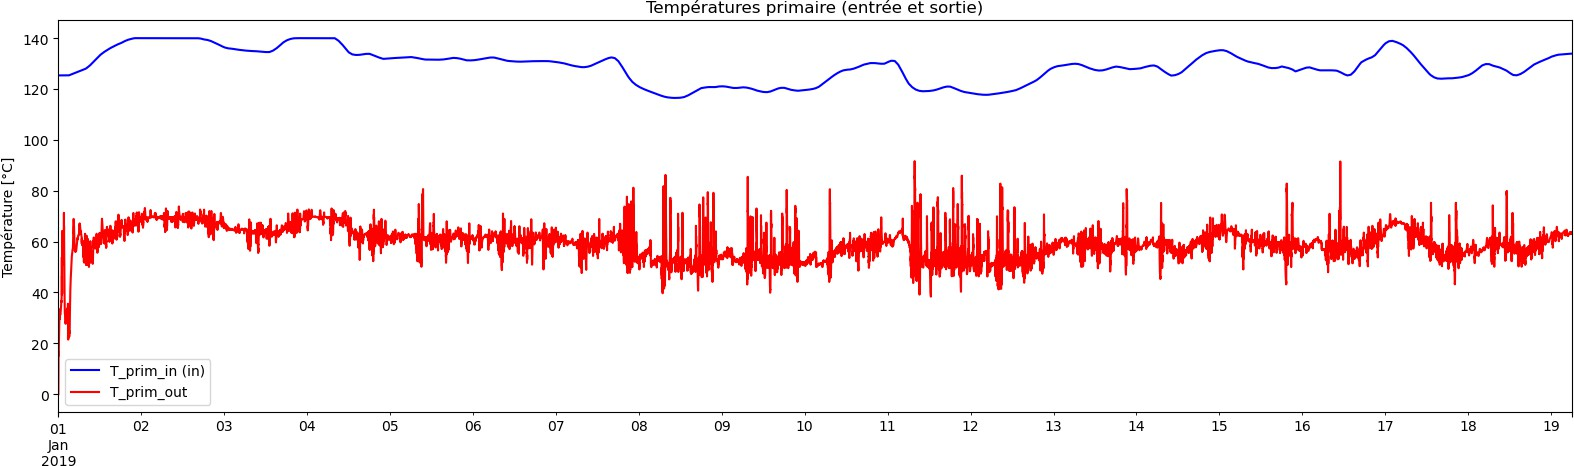 Températures primaire (entrée et sortie)
Température [°C]
140
120
100
80
60
40
20
0
T_prim_in (in)
T_prim_out
01 02 03 04 05 06 07 08 09 10 11 12 13 14 15 16 17 18 19
Jan
2019